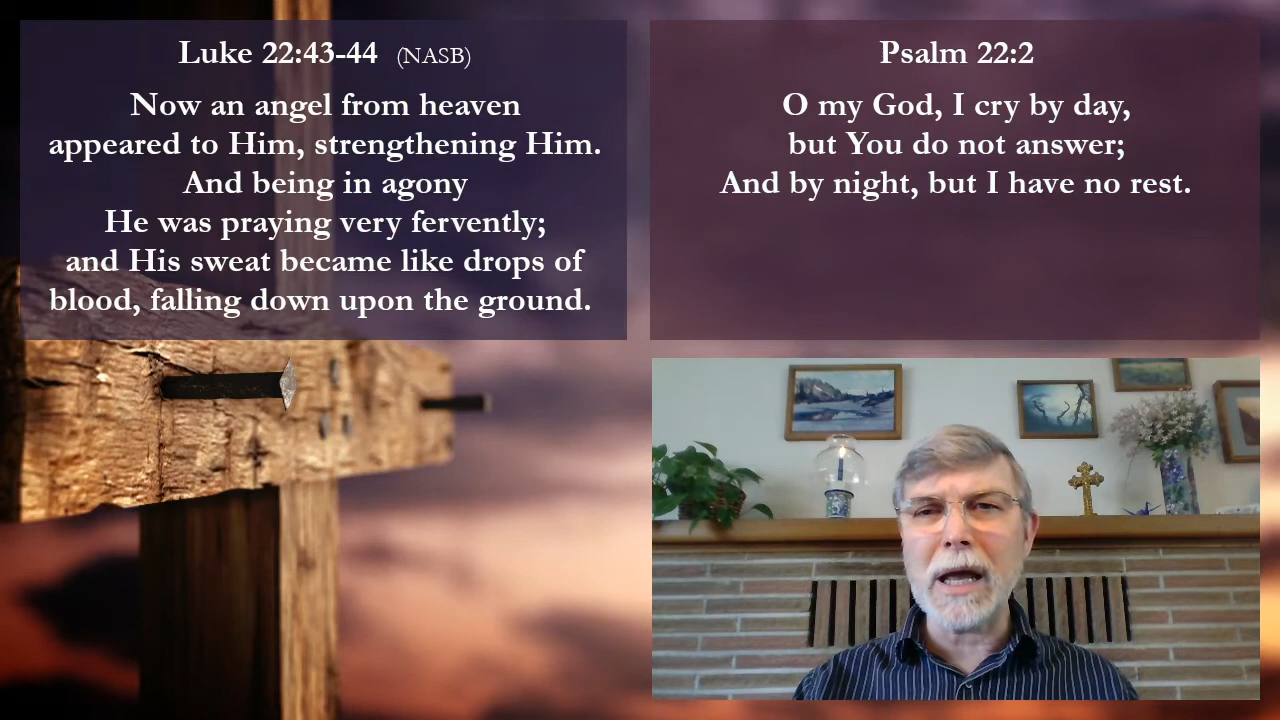 Luke 22:43-44 (NASB)
Now an angel from heaven
appeared to Him, strengthening Him.
And being in agony
He was praying very fervently;
and His sweat became like drops of
blood, falling down upon the ground.
Psalm 22:2
O my God, I cry by day,
but You do not answer;
And by night, but I have no rest.